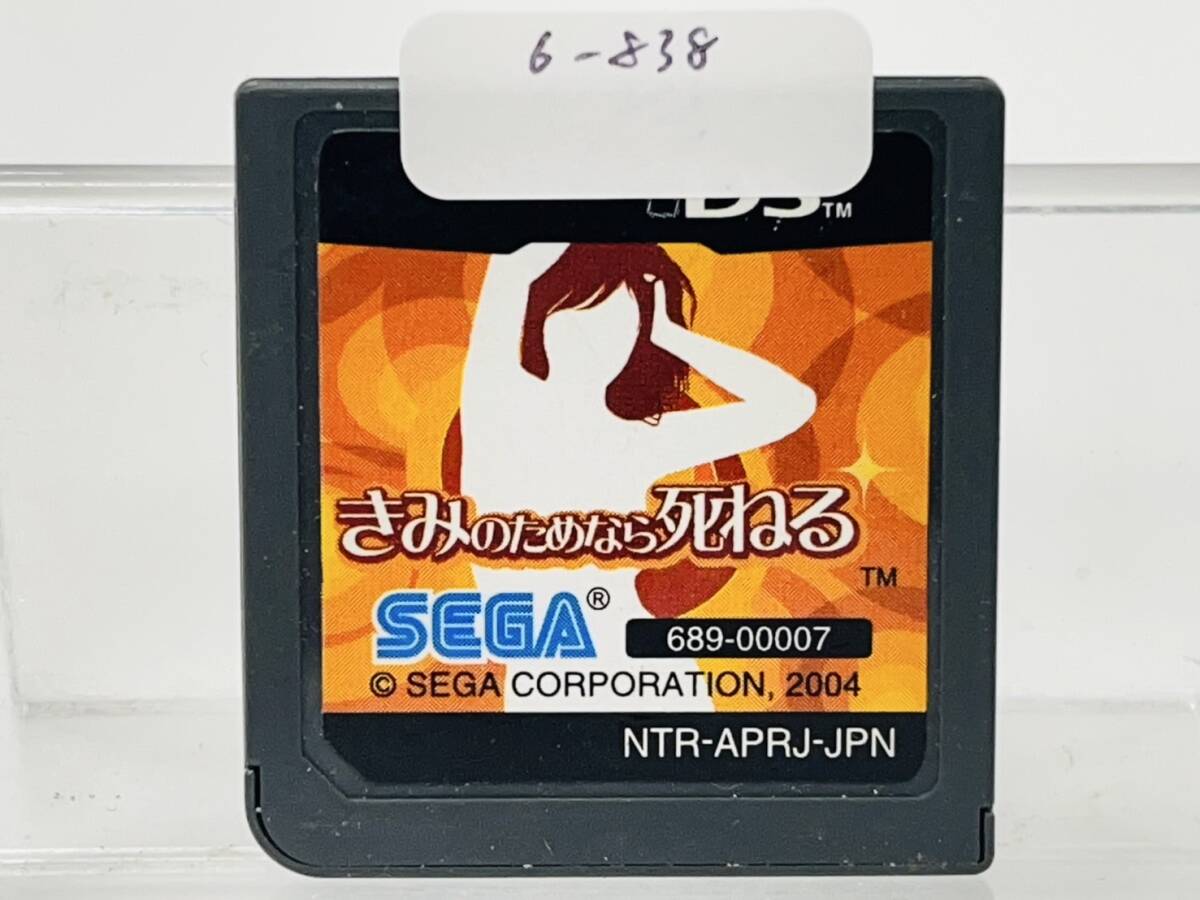 6-838
DS™
きみのためなら死ねる
™
SEGA®
689-00007
© SEGA CORPORATION, 2004
NTR-APRJ-JPN